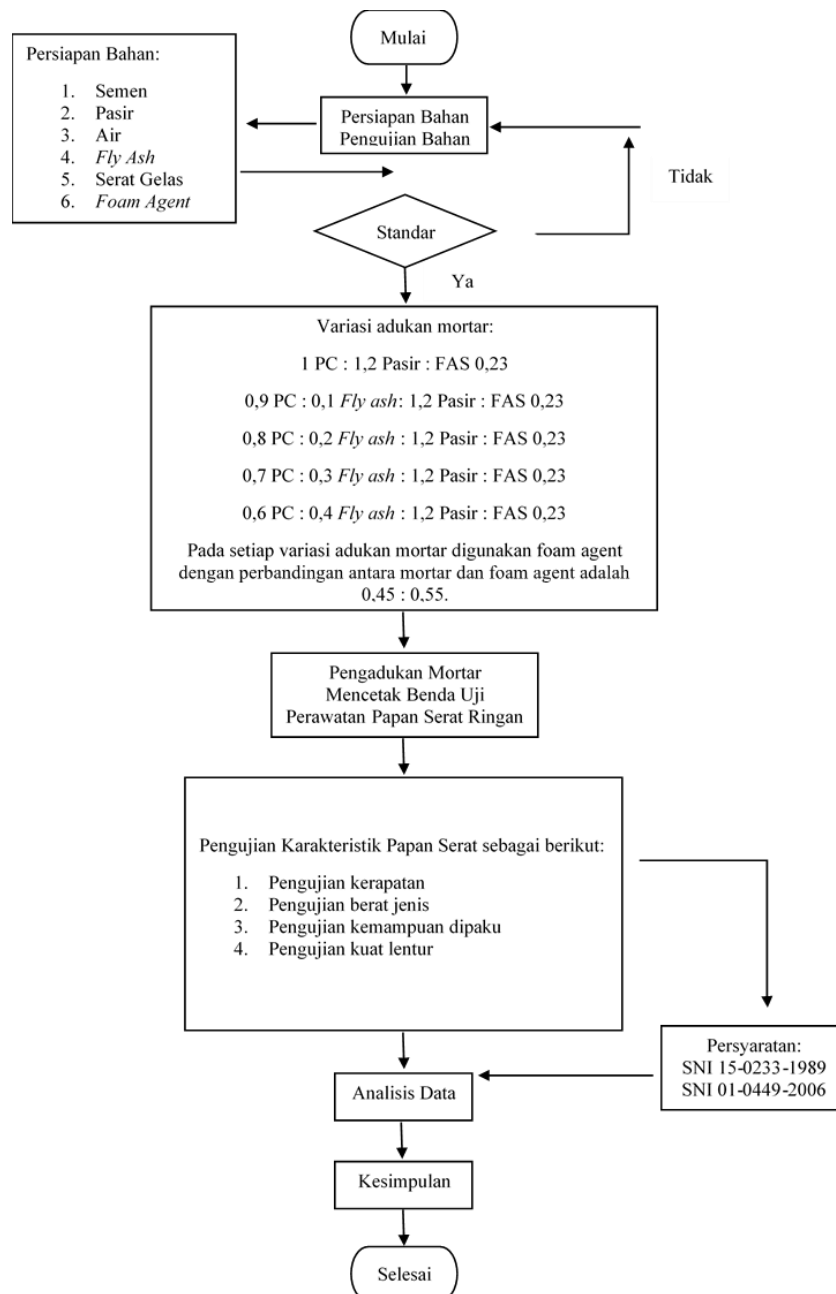 Mulai
Persiapan Bahan:
1. Semen
2. Pasir
3. Air
4. Fly Ash
5. Serat Gelas
6. Foam Agent
Persiapan Bahan
Pengujian Bahan
Tidak
Standar
Ya
Variasi adukan mortar:
1 PC : 1,2 Pasir : FAS 0,23
0,9 PC : 0,1 Fly ash: 1,2 Pasir : FAS 0,23
0,8 PC : 0,2 Fly ash : 1,2 Pasir : FAS 0,23
0,7 PC : 0,3 Fly ash : 1,2 Pasir : FAS 0,23
0,6 PC : 0,4 Fly ash : 1,2 Pasir : FAS 0,23
Pada setiap variasi adukan mortar digunakan foam agent
dengan perbandingan antara mortar dan foam agent adalah
0,45 : 0,55.
Pengadukan Mortar
Mencetak Benda Uji
Perawatan Papan Serat Ringan
Pengujian Karakteristik Papan Serat sebagai berikut:
1. Pengujian kerapatan
2. Pengujian berat jenis
3. Pengujian kemampuan dipaku
4. Pengujian kuat lentur
Persyaratan:
SNI 15-0233-1989
SNI 01-0449-2006
Analisis Data
Kesimpulan
Selesai